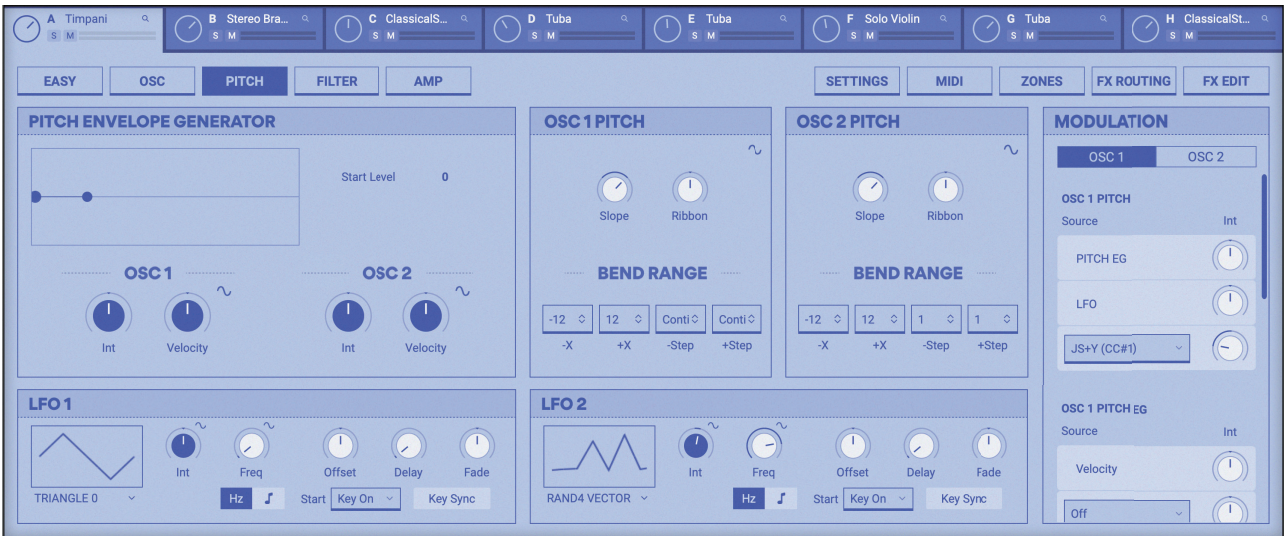 A Timpani
S M
B Stereo Bra...
S M
C ClassicalS...
S M
D Tuba
S M
E Tuba
S M
F Solo Violin
S M
G Tuba
S M
H ClassicalSt...
S M
EASY
OSC
PITCH
FILTER
AMP
SETTINGS
MIDI
ZONES
FX ROUTING
FX EDIT
PITCH ENVELOPE GENERATOR
Start Level 0
OSC 1
Int Velocity
OSC 2
Int Velocity
OSC 1 PITCH
Slope Ribbon
BEND RANGE
-12 12 Conti Conti
-X +X -Step +Step
OSC 2 PITCH
Slope Ribbon
BEND RANGE
-12 12 1 1
-X +X -Step +Step
MODULATION
OSC 1 OSC 2
OSC 1 PITCH
Source Int
PITCH EG
LFO
JS+Y (CC#1)
OSC 1 PITCH EG
Source Int
Velocity
Off
LFO 1
Int Freq Offset Delay Fade
TRIANGLE 0
Hz Start Key On Key Sync
LFO 2
Int Freq Offset Delay Fade
RAND4 VECTOR
Hz Start Key On Key Sync